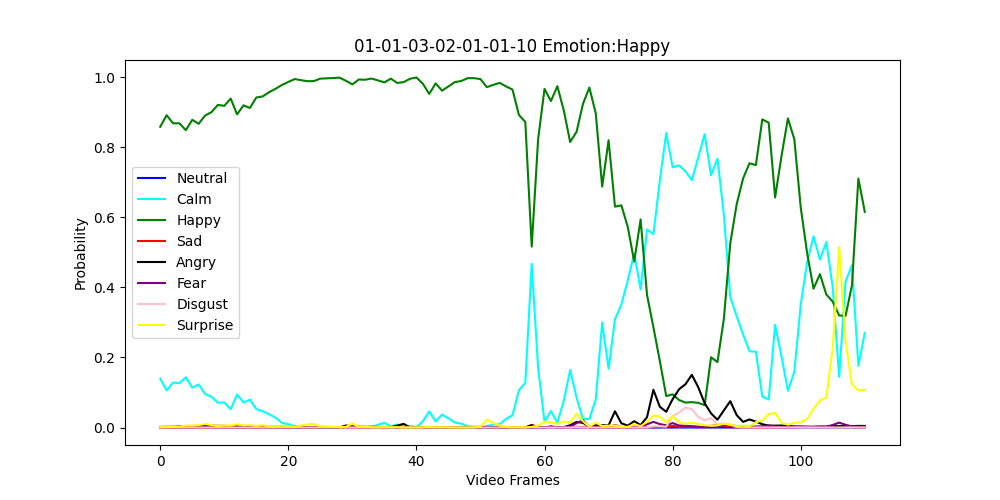 01-01-03-02-01-01-10 Emotion:Happy
1.0
0.8
0.6
0.4
0.2
0.0
Probability
Neutral
Calm
Happy
Sad
Angry
Fear
Disgust
Surprise
0 20 40 60 80 100
Video Frames